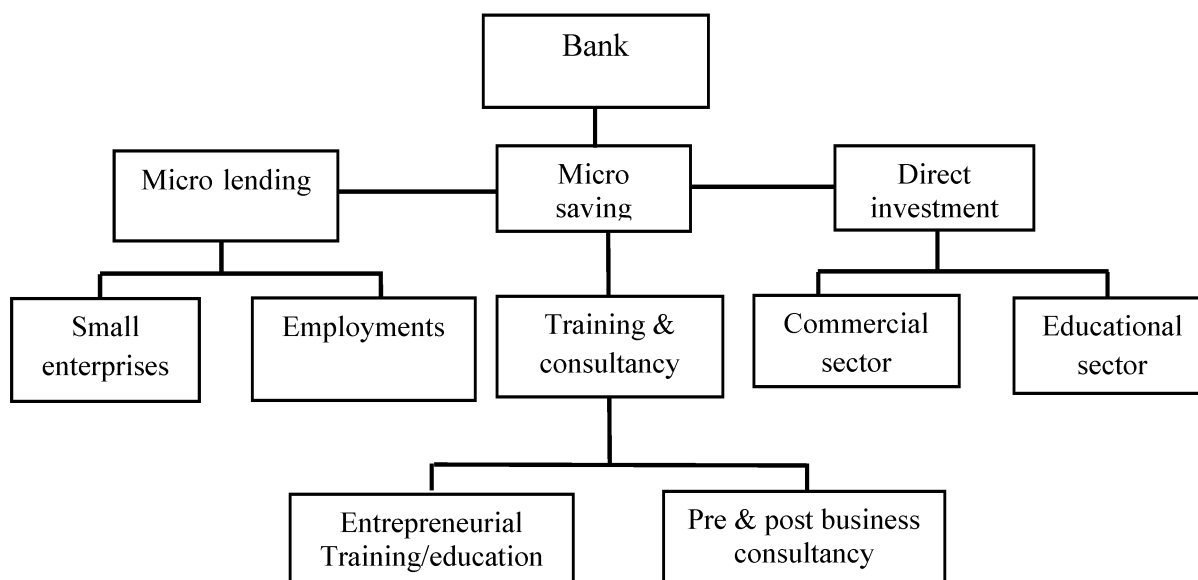 Bank
Micro lending
Micro
saving
Direct
investment
Small
enterprises
Employments
Training &
consultancy
Commercial
sector
Educational
sector
Entrepreneurial
Training/education
Pre & post business
consultancy